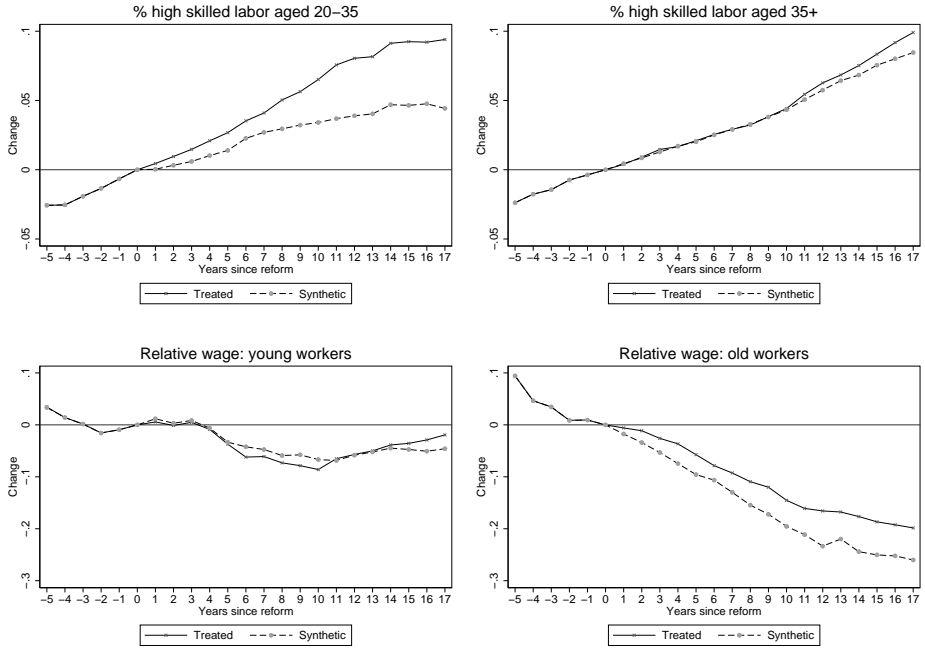 % high skilled labor aged 20−35
.1
.05
0
−.05
Change
−5 −4 −3 −2 −1 0 1 2 3 4 5 6 7 8 9 10 11 12 13 14 15 16 17
Years since reform
Treated Synthetic
% high skilled labor aged 35+
.1
.05
0
−.05
Change
−5 −4 −3 −2 −1 0 1 2 3 4 5 6 7 8 9 10 11 12 13 14 15 16 17
Years since reform
Treated Synthetic
Relative wage: young workers
.1
0
−.1
−.2
−.3
Change
−5 −4 −3 −2 −1 0 1 2 3 4 5 6 7 8 9 10 11 12 13 14 15 16 17
Years since reform
Treated Synthetic
Relative wage: old workers
.1
0
−.1
−.2
−.3
Change
−5 −4 −3 −2 −1 0 1 2 3 4 5 6 7 8 9 10 11 12 13 14 15 16 17
Years since reform
Treated Synthetic